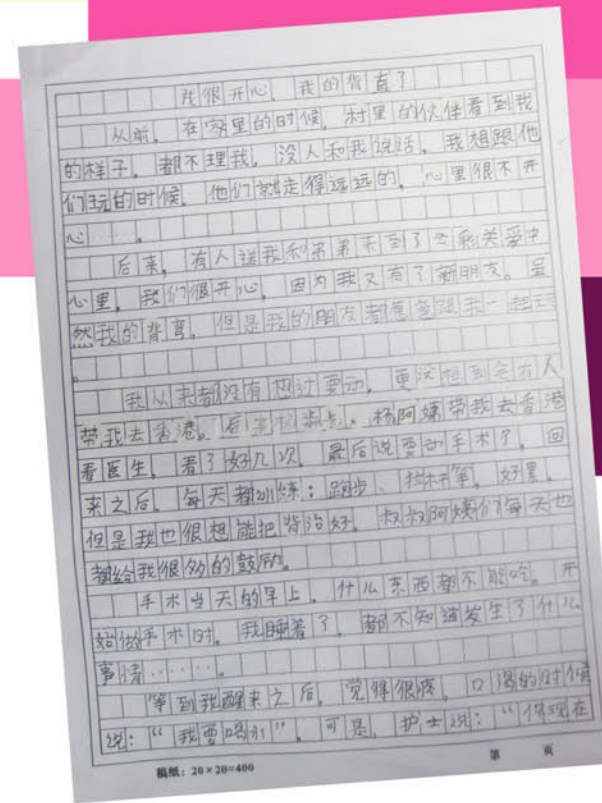 我很开心,我的背直了
从前,在家里的时候,村里的伙伴看到我
的样子,都不理我,没人和我说话,我想跟他
们玩的时候,他们就走得远远的,心里很不开
心……。
后来,有人送我和弟弟来到了关爱中
心里,我们很开心,因为我又有了新朋友。虽
然我的背弯,但是我的朋友都愿意跟我一起玩
。
我从来都没有想过要动,更没想到会有人
带我去香港。后来杨阿姨带我去香港
看医生,看了好几次,最后说要动手术了,回
来之后,每天都训练:跑步、拉杆等,好累,
但是我也很想能把背治好,叔叔阿姨们每天也
都给我很多的鼓励。
手术当天的早上,什么东西都不能吃。开
始做手术时,我睡着了,都不知道发生了什么
事情……。
等到我醒来之后,觉得很疼,口渴的时候
说:“我要喝水”,可是,护士说:“你现在
稿纸:20×20=400
第 页